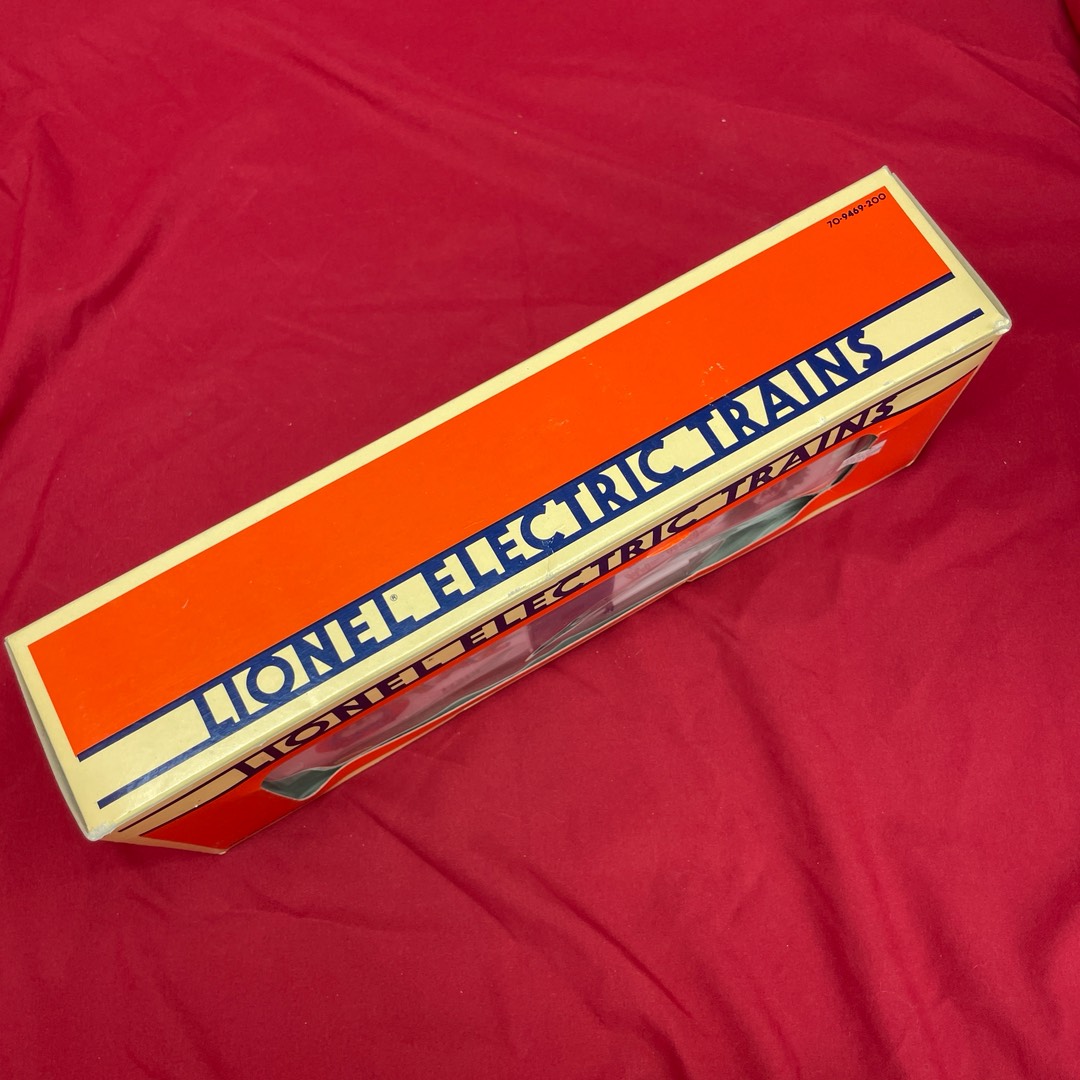 70-9469-200
LIONEL® ELECTRIC TRAINS
LIONEL ELECTRIC TRAINS